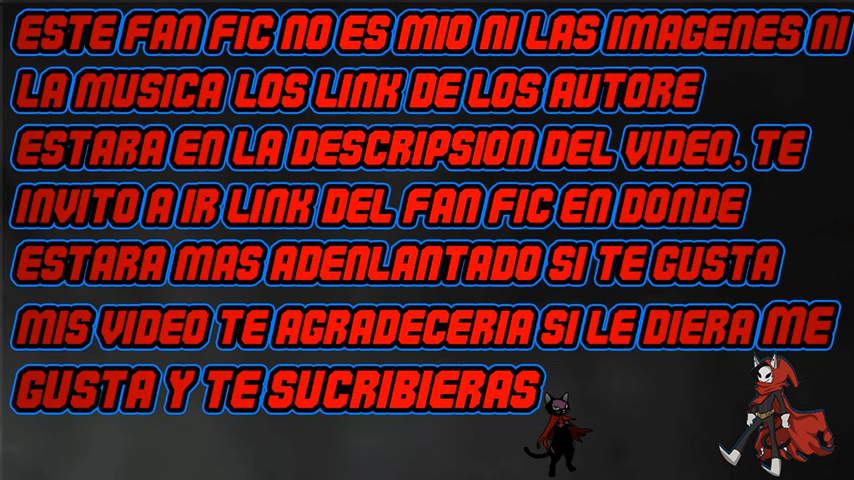 ESTE FAN FIC NO ES MIO NI LAS IMAGENES NI
LA MUSICA LOS LINK DE LOS AUTORE
ESTARA EN LA DESCRIPSION DEL VIDEO. TE
INVITO A IR LINK DEL FAN FIC EN DONDE
ESTARA MAS ADENLANTADO SI TE GUSTA
MIS VIDEO TE AGRADECERIA SI LE DIERA ME
GUSTA Y TE SUCRIBIERAS